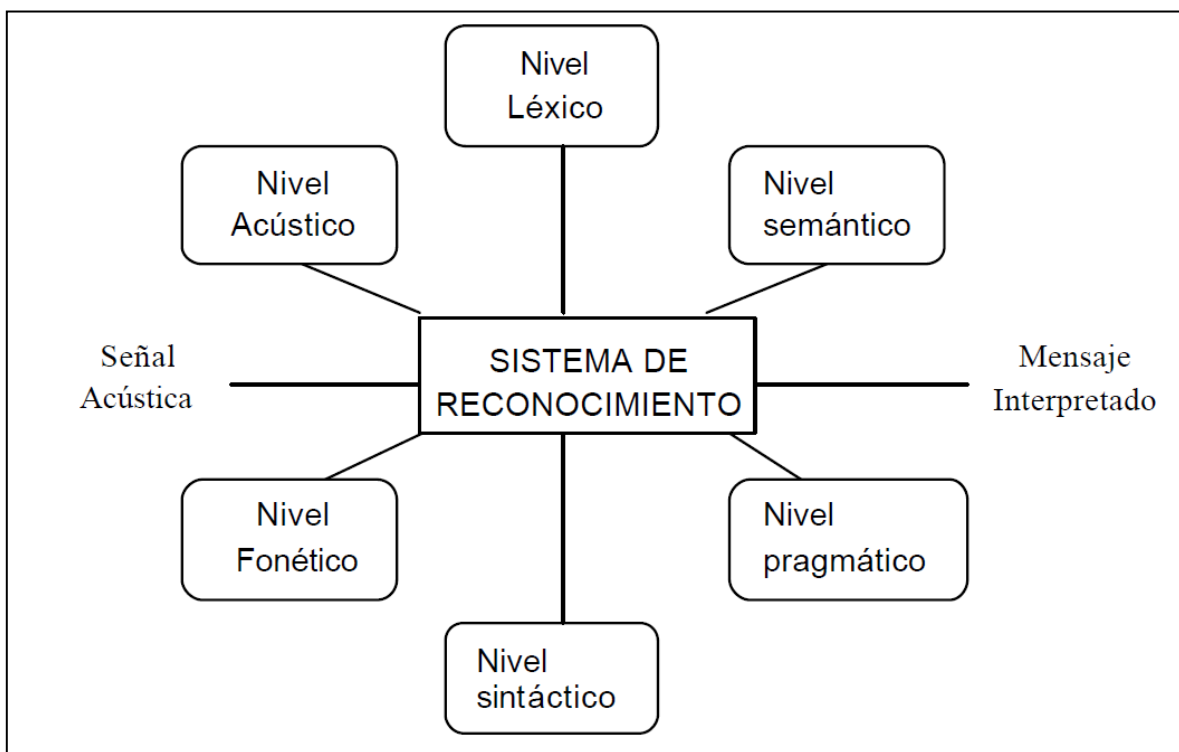 Nivel
Léxico
Nivel
Acústico
Nivel
semántico
Señal
Acústica
SISTEMA DE
RECONOCIMIENTO
Mensaje
Interpretado
Nivel
Fonético
Nivel
pragmático
Nivel
sintáctico